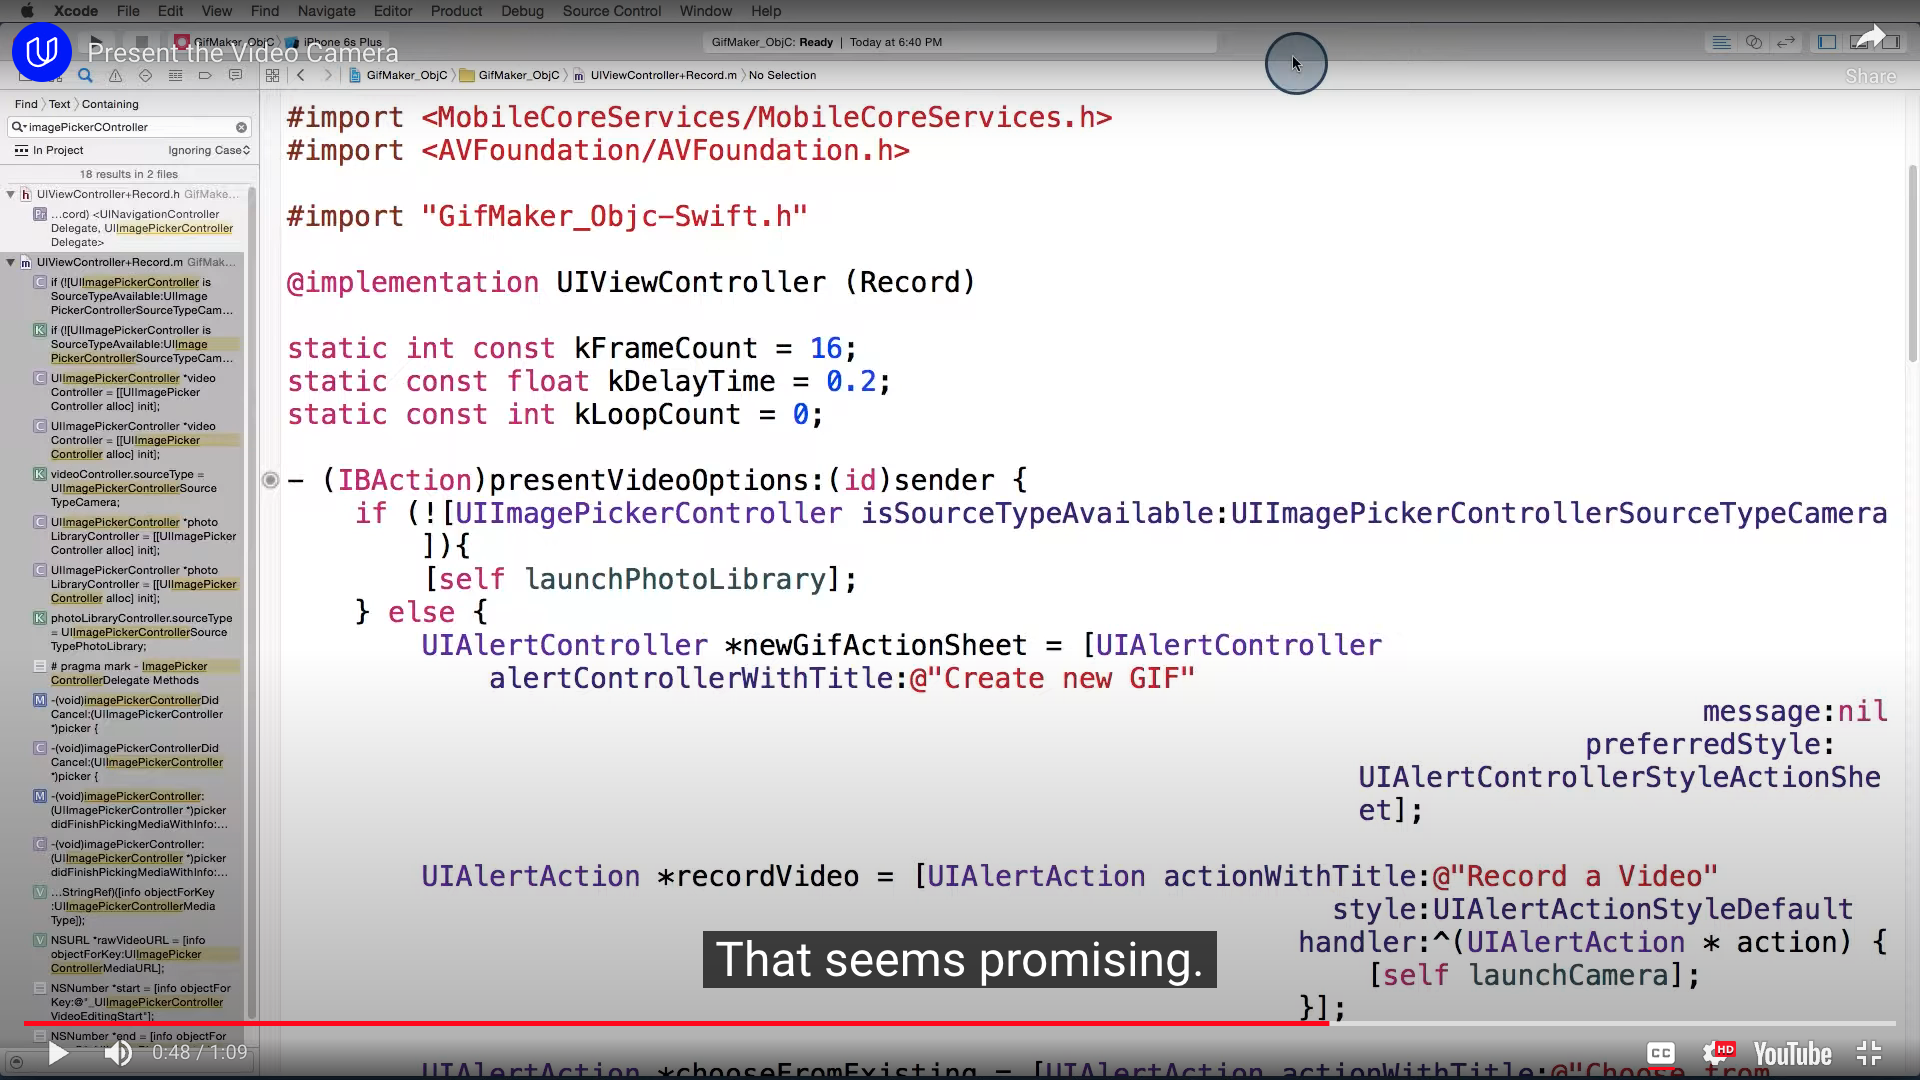 Xcode File Edit View Find Navigate Editor Product Debug Source Control Window Help
GifMaker_ObjC iPhone 6s Plus
GifMaker_ObjC: Ready | Today at 6:40 PM
Present the Video Camera
Share
GifMaker_ObjC GifMaker_ObjC UIViewController+Record.m No Selection
Find Text Containing
imagePickerCOntroller
In Project Ignoring Case
18 results in 2 files
UIViewController+Record.h GifMake...
...cord) <UINavigationController
Delegate, UIImagePickerController
Delegate>
UIViewController+Record.m GifMak...
if (![UIImagePickerController is
SourceTypeAvailable:UIImage
PickerControllerSourceTypeCam...
if (![UIImagePickerController is
SourceTypeAvailable:UIImage
PickerControllerSourceTypeCam...
UIImagePickerController *video
Controller = [[UIImagePicker
Controller alloc] init];
UIImagePickerController *video
Controller = [[UIImagePicker
Controller alloc] init];
videoController.sourceType =
UIImagePickerControllerSource
TypeCamera;
UIImagePickerController *photo
LibraryController = [[UIImagePicker
Controller alloc] init];
UIImagePickerController *photo
LibraryController = [[UIImagePicker
Controller alloc] init];
photoLibraryController.sourceType
= UIImagePickerControllerSource
TypePhotoLibrary;
# pragma mark - ImagePicker
ControllerDelegate Methods
-(void)imagePickerControllerDid
Cancel:(UIImagePickerController
*)picker {
-(void)imagePickerControllerDid
Cancel:(UIImagePickerController
*)picker {
-(void)imagePickerController:
(UIImagePickerController *)picker
didFinishPickingMediaWithInfo:...
-(void)imagePickerController:
(UIImagePickerController *)picker
didFinishPickingMediaWithInfo:...
...StringRef)([info objectForKey
:UIImagePickerControllerMedia
Type]);
NSURL *rawVideoURL = [info
objectForKey:UIImagePicker
ControllerMediaURL];
NSNumber *start = [info objectFor
Key:@"_UIImagePickerController
VideoEditingStart"];
NSNumber *end = [info objectFor
#import <MobileCoreServices/MobileCoreServices.h>
#import <AVFoundation/AVFoundation.h>
#import "GifMaker_Objc-Swift.h"
@implementation UIViewController (Record)
static int const kFrameCount = 16;
static const float kDelayTime = 0.2;
static const int kLoopCount = 0;
- (IBAction)presentVideoOptions:(id)sender {
if (![UIImagePickerController isSourceTypeAvailable:UIImagePickerControllerSourceTypeCamera
]){
[self launchPhotoLibrary];
} else {
UIAlertController *newGifActionSheet = [UIAlertController
alertControllerWithTitle:@"Create new GIF"
message:nil
preferredStyle:
UIAlertControllerStyleActionShe
et];
UIAlertAction *recordVideo = [UIAlertAction actionWithTitle:@"Record a Video"
style:UIAlertActionStyleDefault
handler:^(UIAlertAction * action) {
[self launchCamera];
}];
UIAlertAction *chooseFromExisting = [UIAlertAction actionWithTitle:@"Choose from
That seems promising.
0:48 / 1:09
CC HD YouTube